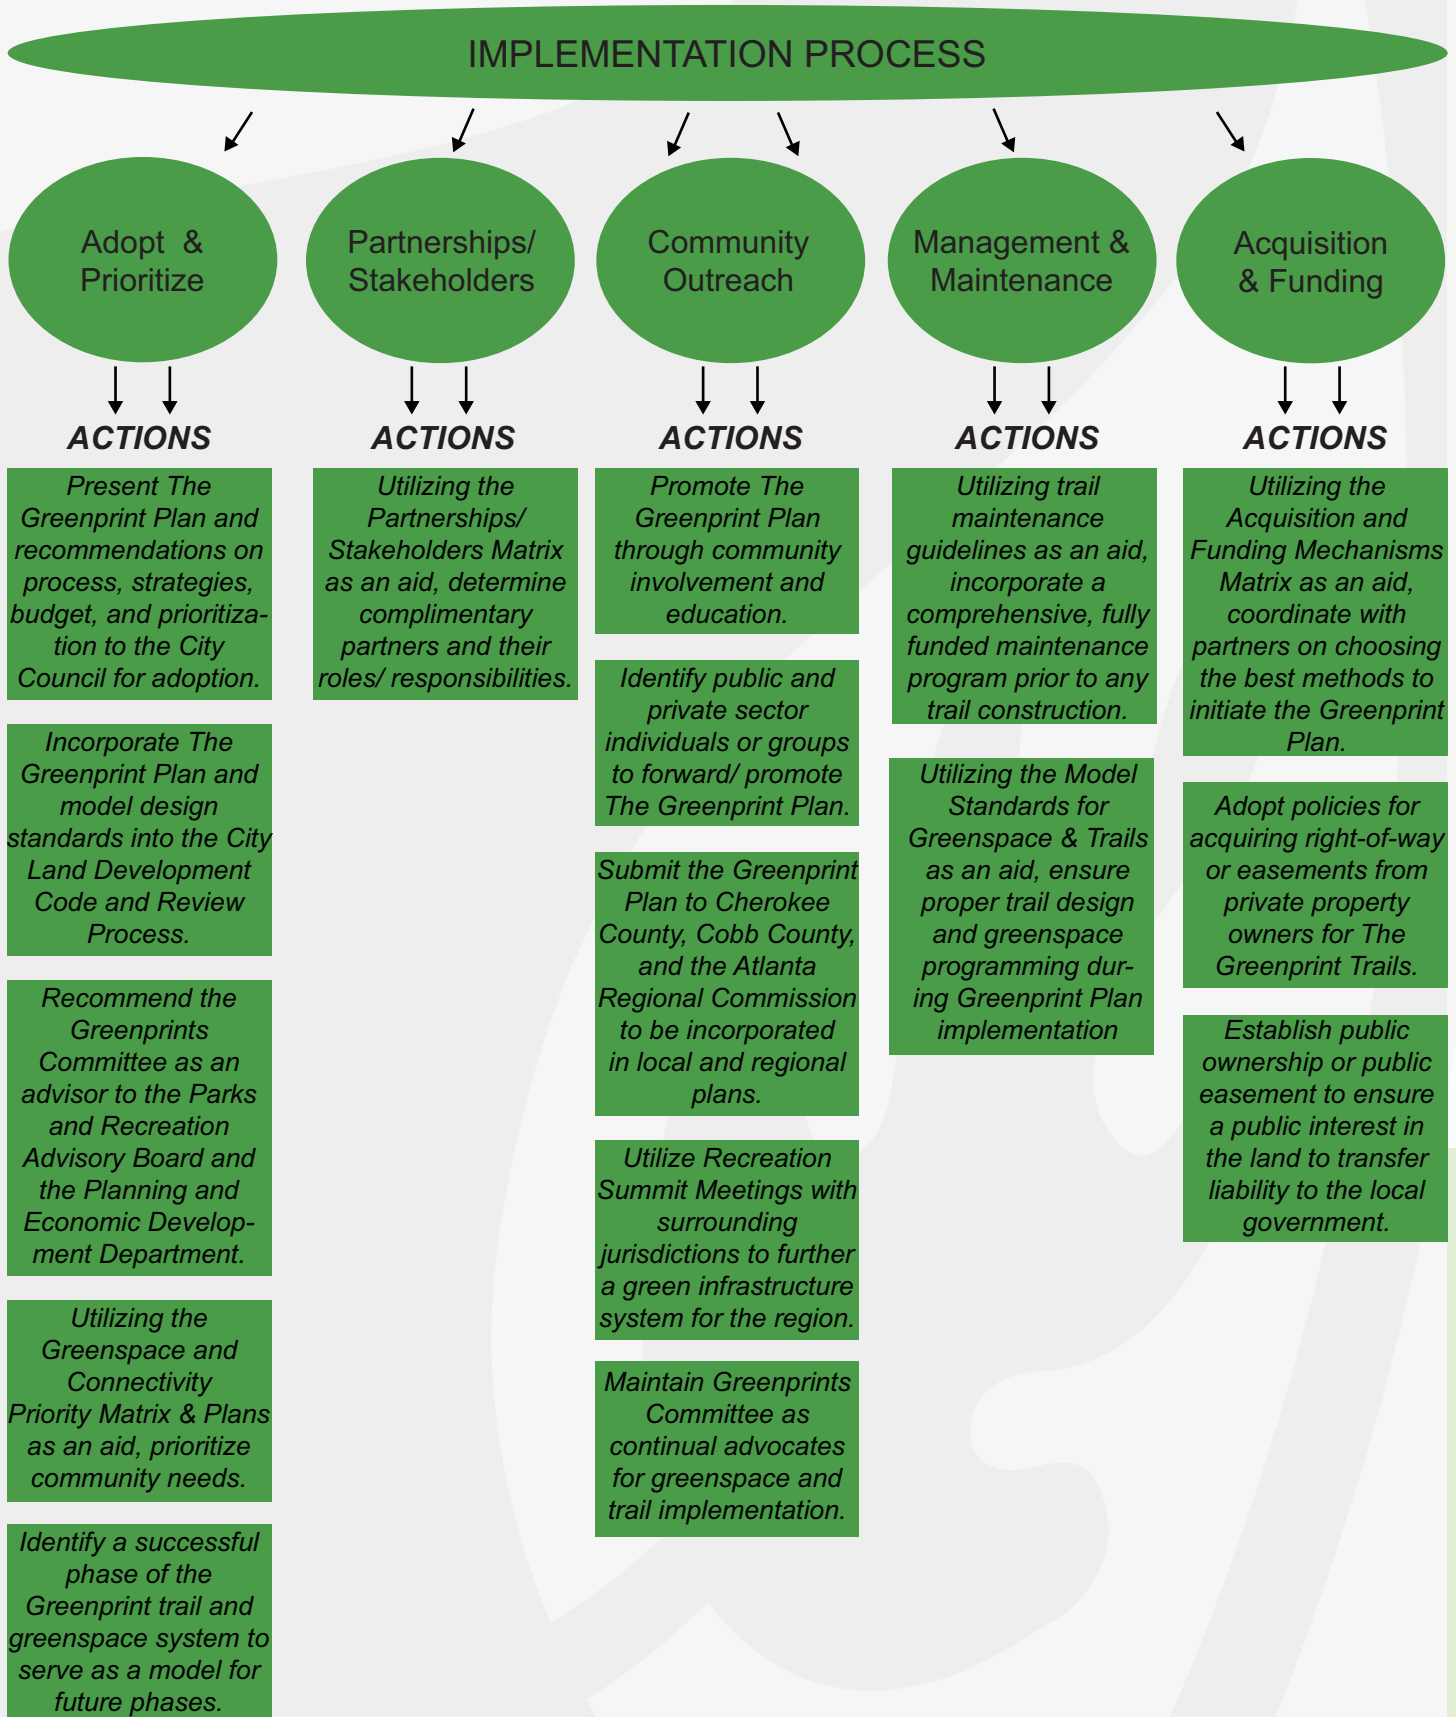 IMPLEMENTATION PROCESS
Adopt &
Prioritize
Partnerships/
Stakeholders
Community
Outreach
Management &
Maintenance
Acquisition
& Funding
ACTIONS
ACTIONS
ACTIONS
ACTIONS
ACTIONS
Present The
Greenprint Plan and
recommendations on
process, strategies,
budget, and prioritiza-
tion to the City
Council for adoption.
Incorporate The
Greenprint Plan and
model design
standards into the City
Land Development
Code and Review
Process.
Recommend the
Greenprints
Committee as an
advisor to the Parks
and Recreation
Advisory Board and
the Planning and
Economic Develop-
ment Department.
Utilizing the
Greenspace and
Connectivity
Priority Matrix & Plans
as an aid, prioritize
community needs.
Identify a successful
phase of the
Greenprint trail and
greenspace system to
serve as a model for
future phases.
Utilizing the
Partnerships/
Stakeholders Matrix
as an aid, determine
complimentary
partners and their
roles/ responsibilities.
Promote The
Greenprint Plan
through community
involvement and
education.
Identify public and
private sector
individuals or groups
to forward/ promote
The Greenprint Plan.
Submit the Greenprint
Plan to Cherokee
County, Cobb County,
and the Atlanta
Regional Commission
to be incorporated
in local and regional
plans.
Utilize Recreation
Summit Meetings with
surrounding
jurisdictions to further
a green infrastructure
system for the region.
Maintain Greenprints
Committee as
continual advocates
for greenspace and
trail implementation.
Utilizing trail
maintenance
guidelines as an aid,
incorporate a
comprehensive, fully
funded maintenance
program prior to any
trail construction.
Utilizing the Model
Standards for
Greenspace & Trails
as an aid, ensure
proper trail design
and greenspace
programming dur-
ing Greenprint Plan
implementation
Utilizing the
Acquisition and
Funding Mechanisms
Matrix as an aid,
coordinate with
partners on choosing
the best methods to
initiate the Greenprint
Plan.
Adopt policies for
acquiring right-of-way
or easements from
private property
owners for The
Greenprint Trails.
Establish public
ownership or public
easement to ensure
a public interest in
the land to transfer
liability to the local
government.